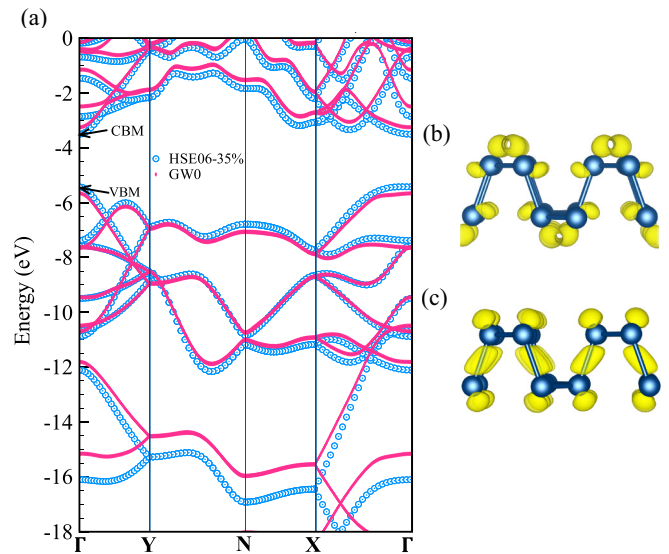 (a)
Energy (eV)
0
-2
-4
-6
-8
-10
-12
-14
-16
-18
CBM
VBM
HSE06-35%
GW0
Γ Y N X Γ
(b)
(c)